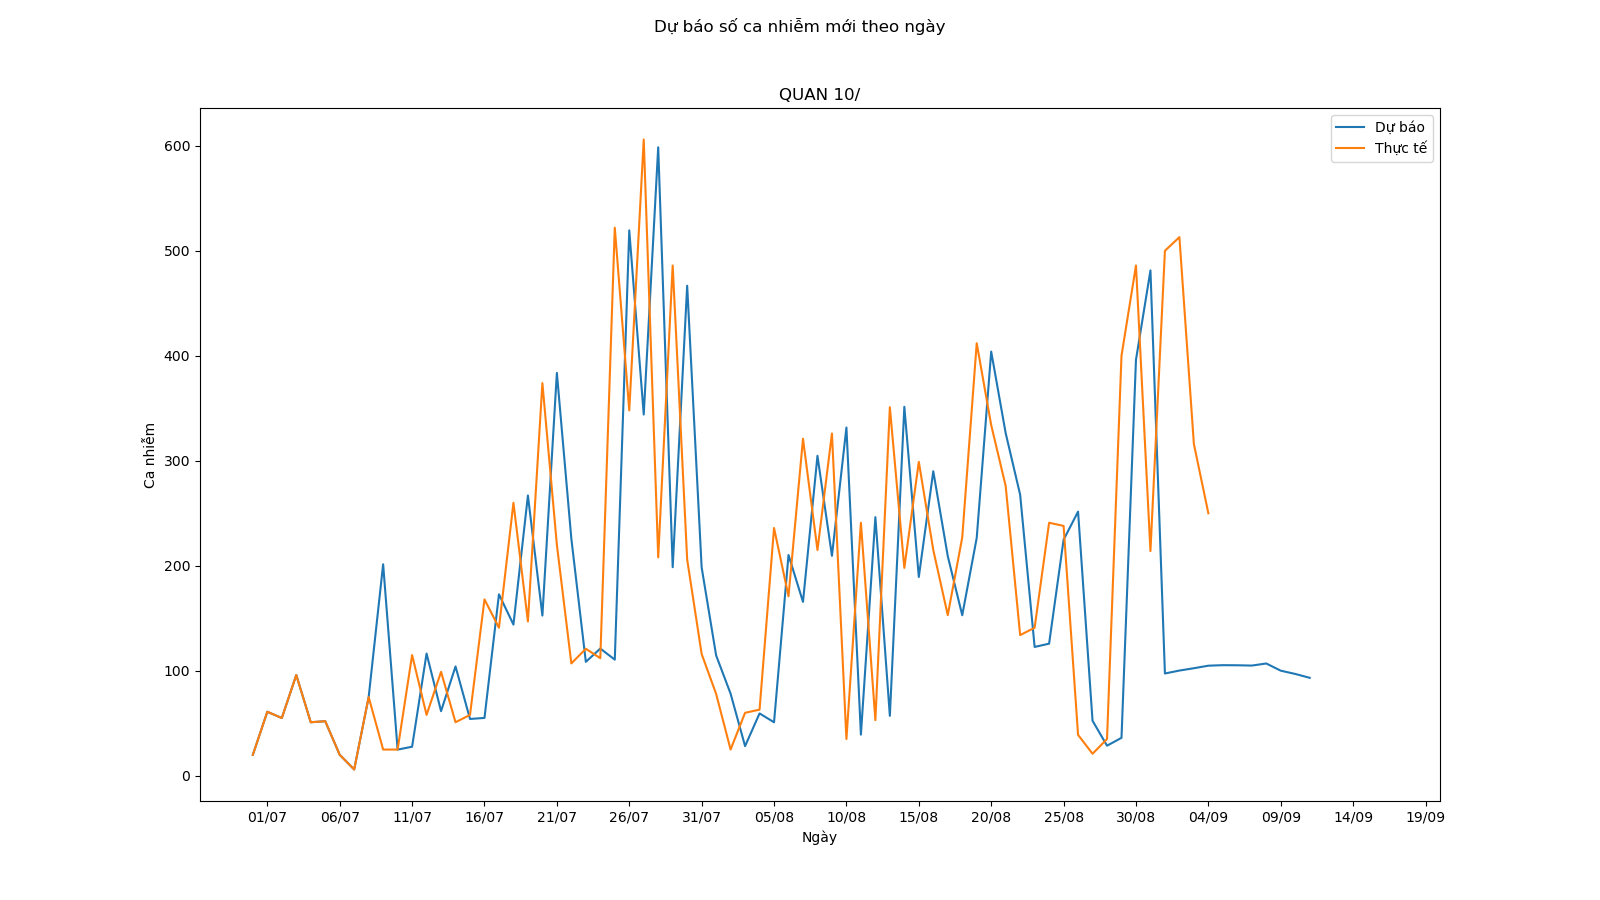 Dự báo số ca nhiễm mới theo ngày
QUAN 10/
Dự báo
Thực tế
600
500
400
300
200
100
0
Ca nhiễm
01/07 06/07 11/07 16/07 21/07 26/07 31/07 05/08 10/08 15/08 20/08 25/08 30/08 04/09 09/09 14/09 19/09
Ngày